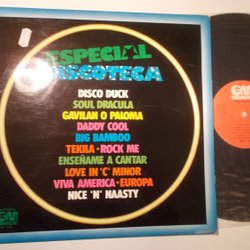 ESPECIAL
DISCOTECA
DISCO DUCK
SOUL DRACULA
GAVILAN O PALOMA
DADDY COOL
BIG BAMBOO
TEKILA - ROCK ME
ENSEÑAME A CANTAR
LOVE IN 'C' MINOR
VIVA AMERICA - EUROPA
NICE 'N' NAASTY